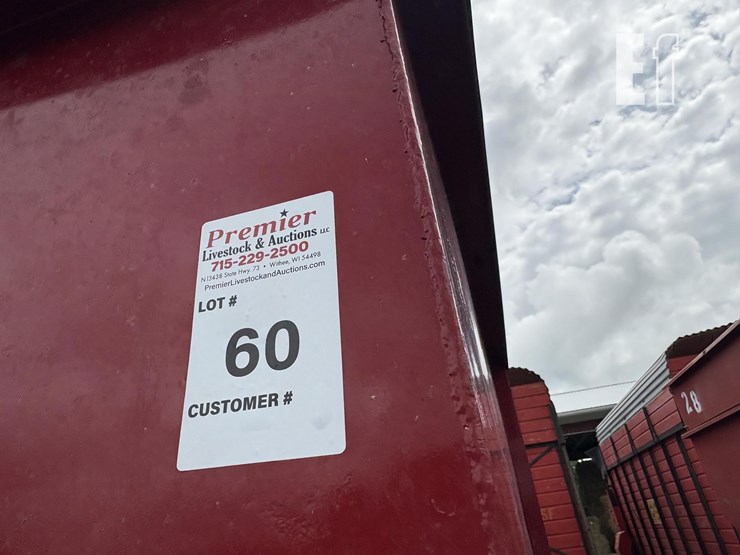 Ef
Premier
Livestock & Auctions LLC
715-229-2500
N13438 State Hwy. 73 • Withee, WI 54498
PremierLivestockandAuctions.com
LOT #
60
CUSTOMER #
28